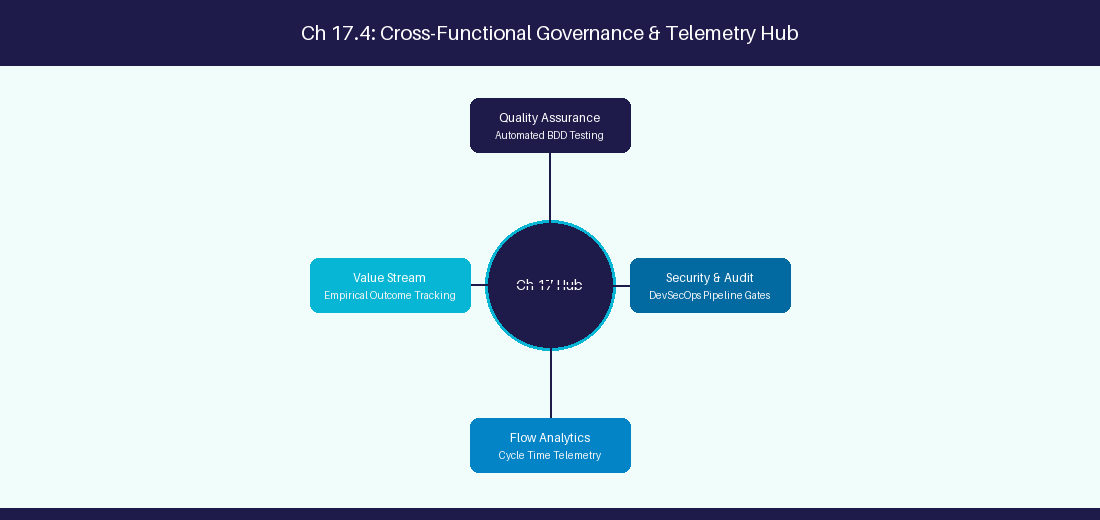 Ch 17.4: Cross-Functional Governance & Telemetry Hub
Quality Assurance
Automated BDD Testing
Value Stream
Empirical Outcome Tracking
Ch 17 Hub
Security & Audit
DevSecOps Pipeline Gates
Flow Analytics
Cycle Time Telemetry